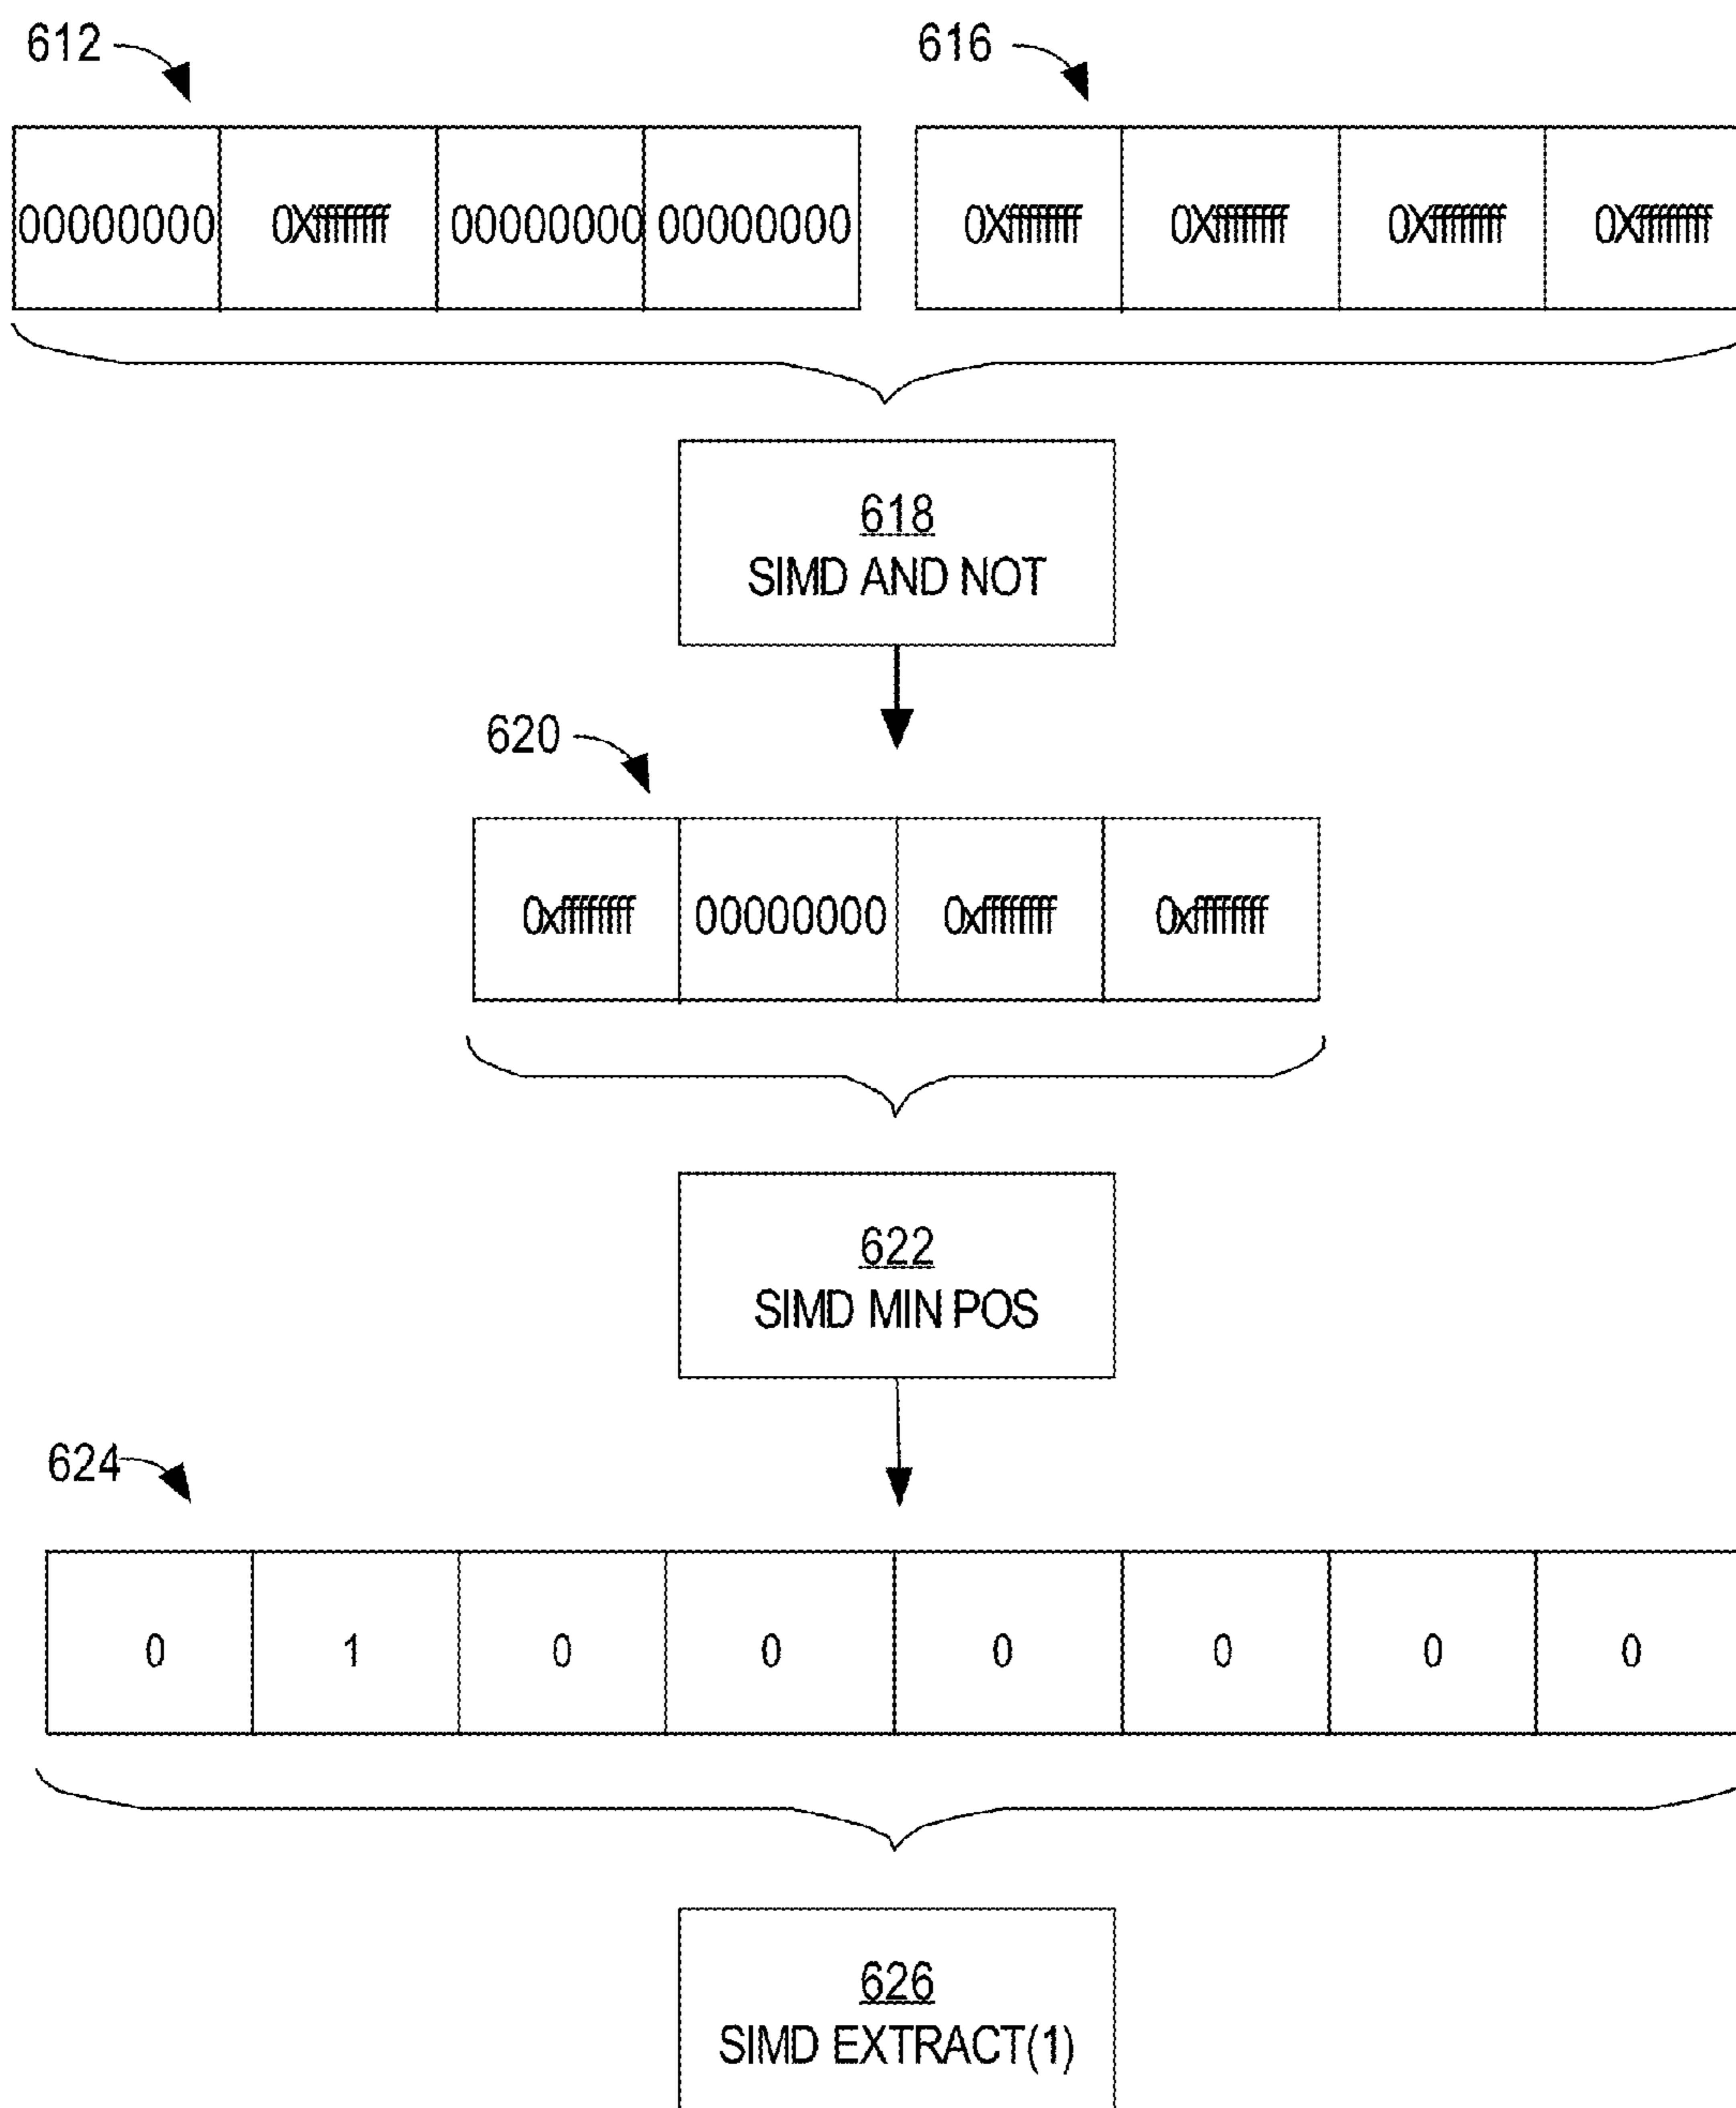 612 616
00000000 0Xffffffff 00000000 00000000 0Xffffffff 0Xffffffff 0Xffffffff 0Xffffffff
618
SIMD AND NOT
620
0xffffffff 00000000 0xffffffff 0xffffffff
622
SIMD MIN POS
624
0 1 0 0 0 0 0 0
626
SIMD EXTRACT(1)